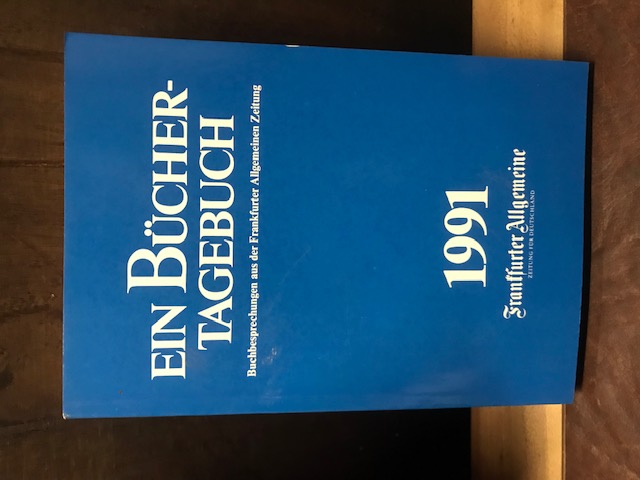 EIN BÜCHER-
TAGEBUCH
Buchbesprechungen aus der Frankfurter Allgemeinen Zeitung
1991
Frankfurter Allgemeine
ZEITUNG FÜR DEUTSCHLAND